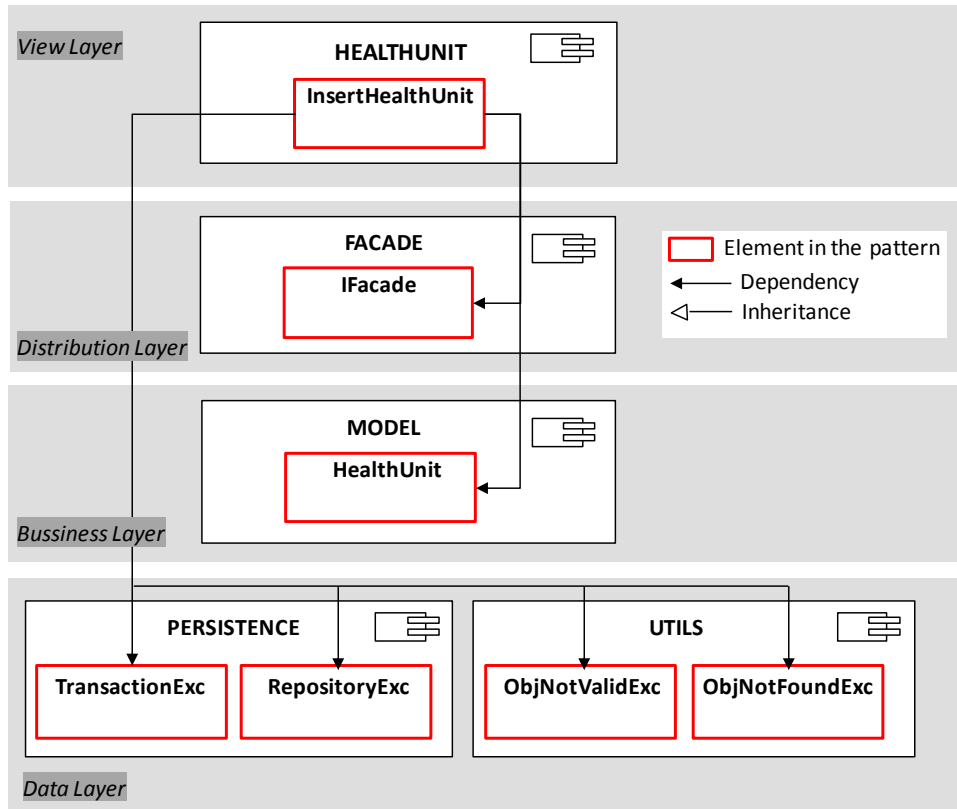 View Layer
HEALTHUNIT
InsertHealthUnit
FACADE
IFacade
Element in the pattern
Dependency
Inheritance
Distribution Layer
MODEL
HealthUnit
Bussiness Layer
PERSISTENCE
UTILS
TransactionExc
RepositoryExc
ObjNotValidExc
ObjNotFoundExc
Data Layer